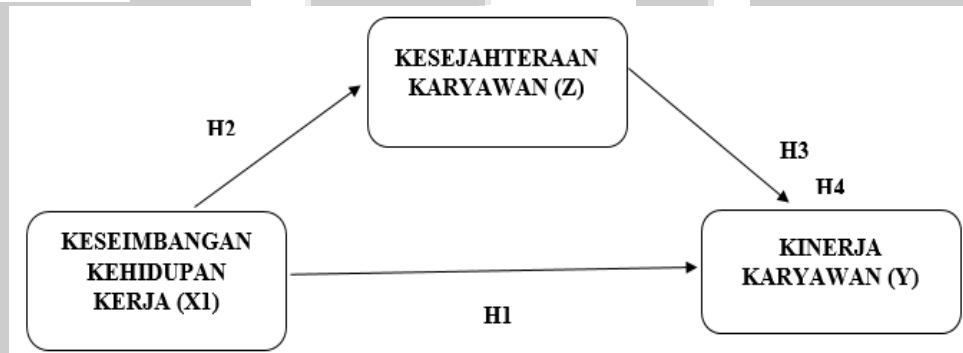 KESEJAHTERAAN
KARYAWAN (Z)
H2
H3
H4
KESEIMBANGAN
KEHIDUPAN
KERJA (X1)
KINERJA
KARYAWAN (Y)
H1